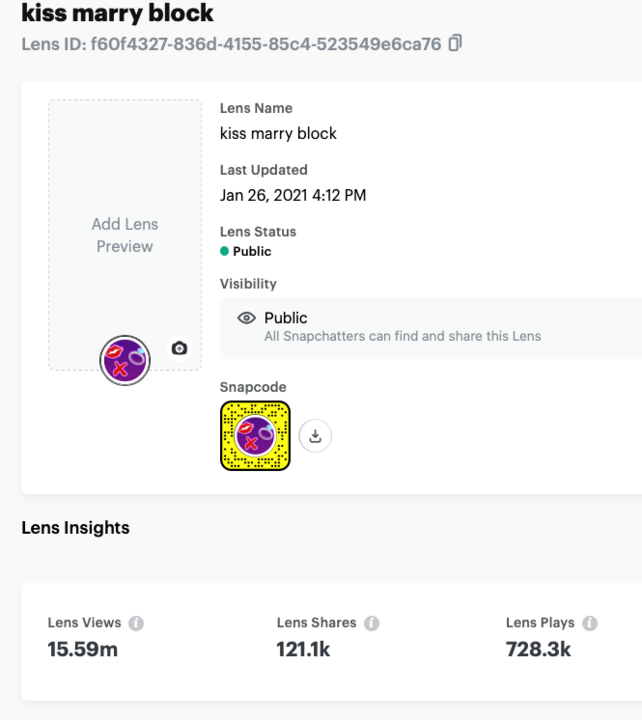 kiss marry block
Lens ID: f60f4327-836d-4155-85c4-523549e6ca76
Add Lens
Preview
Lens Name
kiss marry block
Last Updated
Jan 26, 2021 4:12 PM
Lens Status
Public
Visibility
Public
All Snapchatters can find and share this Lens
Snapcode
Lens Insights
Lens Views Lens Shares Lens Plays
15.59m 121.1k 728.3k